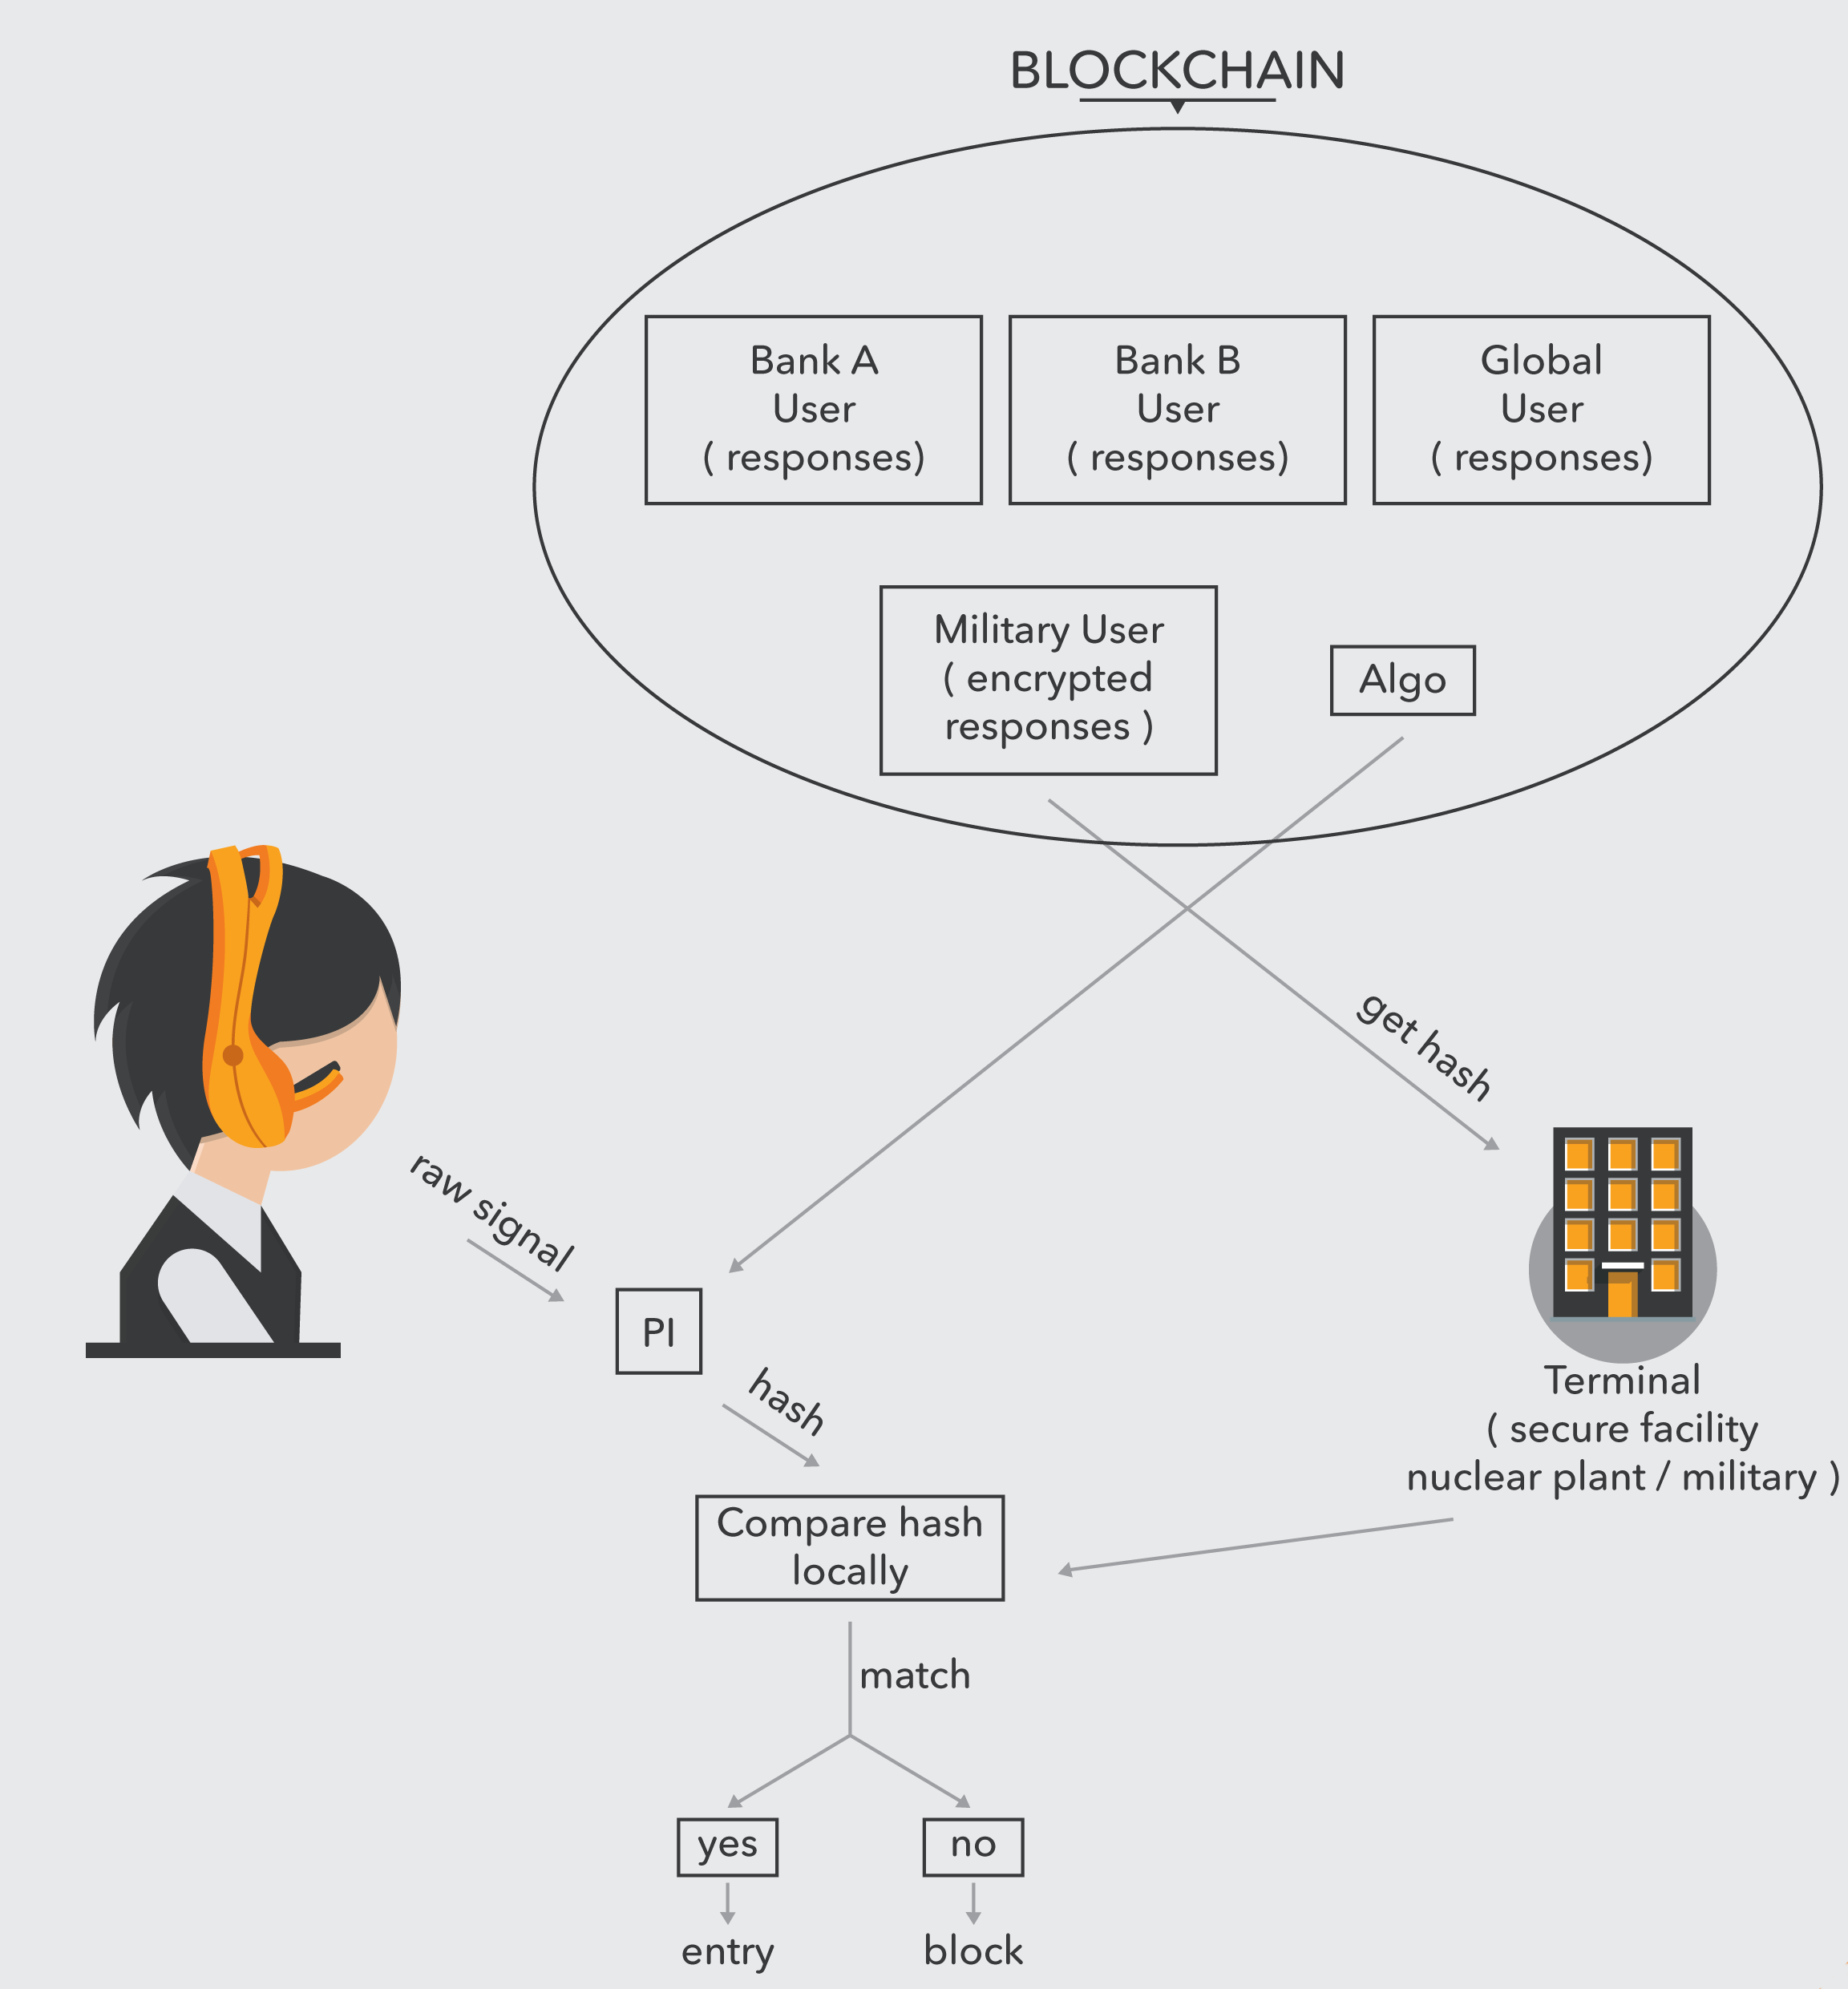 BLOCKCHAIN
Bank A
User
( responses)
Bank B
User
( responses)
Global
User
( responses)
Military User
( encrypted
responses )
Algo
get hash
raw signal
PI
hash
Terminal
( secure facility
nuclear plant / military )
Compare hash
locally
match
yes
no
entry
block